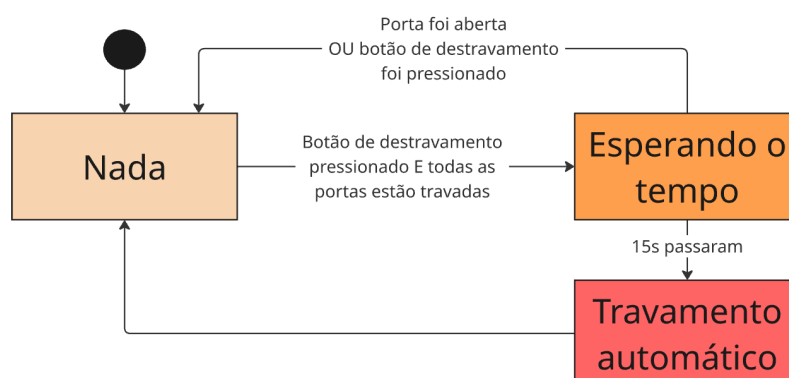 Porta foi aberta
OU botão de destravamento
foi pressionado
Nada
Botão de destravamento
pressionado E todas as
portas estão travadas
Esperando o
tempo
15s passaram
Travamento
automático